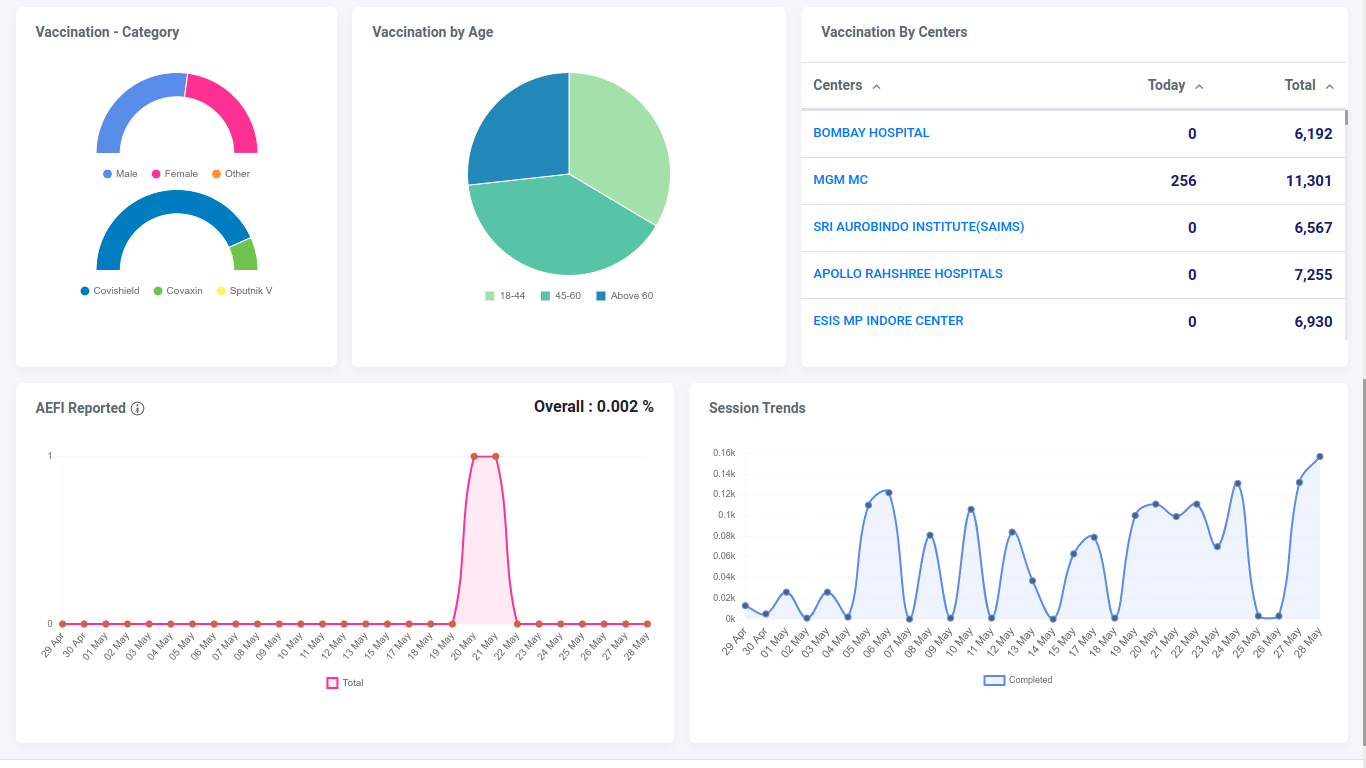 Vaccination - Category
Male Female Other
Covishield Covaxin Sputnik V
Vaccination by Age
18-44 45-60 Above 60
Vaccination By Centers
Centers Today Total
BOMBAY HOSPITAL 0 6,192
MGM MC 256 11,301
SRI AUROBINDO INSTITUTE(SAIMS) 0 6,567
APOLLO RAHSHREE HOSPITALS 0 7,255
ESIS MP INDORE CENTER 0 6,930
AEFI Reported Overall : 0.002 %
1
0
29 Apr 30 Apr 01 May 02 May 03 May 04 May 05 May 06 May 07 May 08 May 09 May 10 May 11 May 12 May 13 May 15 May 17 May 18 May 19 May 20 May 21 May 22 May 23 May 24 May 25 May 26 May 27 May 28 May
Total
Session Trends
0.16k
0.14k
0.12k
0.1k
0.08k
0.06k
0.04k
0.02k
0k
29 Apr 30 Apr 01 May 02 May 03 May 04 May 05 May 06 May 07 May 08 May 09 May 10 May 11 May 12 May 13 May 14 May 15 May 17 May 18 May 19 May 20 May 21 May 22 May 23 May 24 May 25 May 26 May 27 May 28 May
Completed